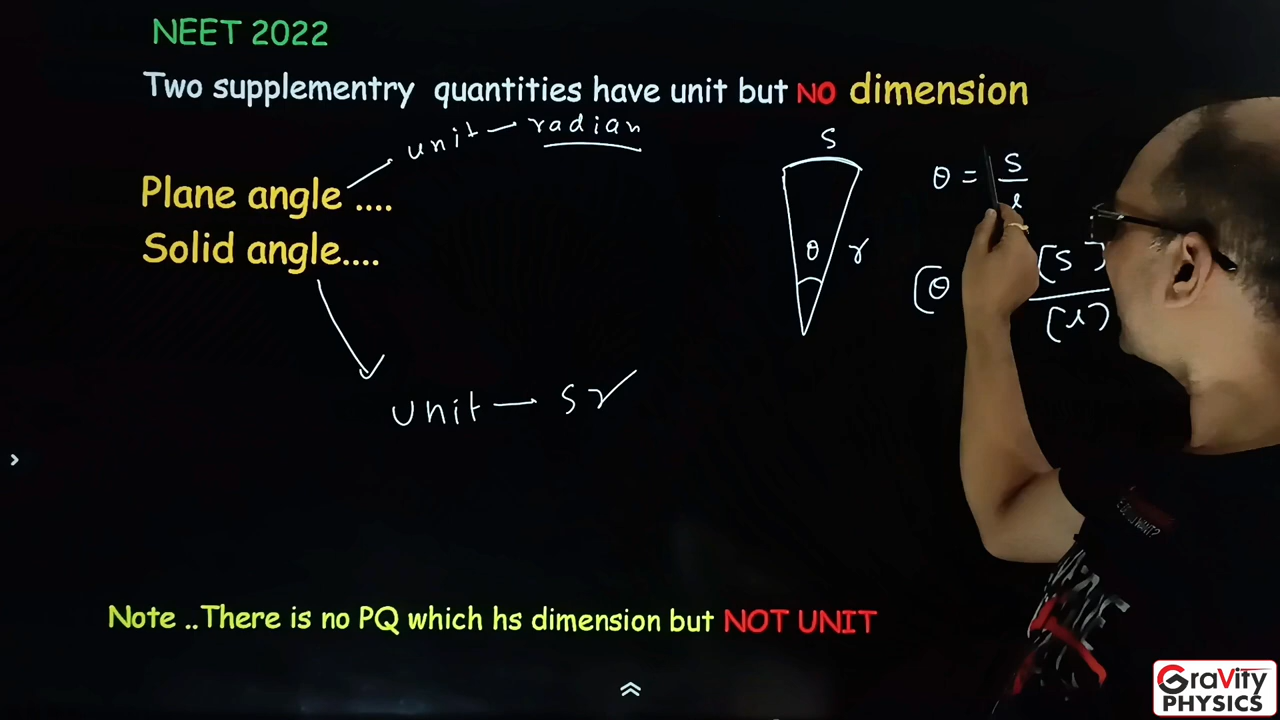 NEET 2022
Two supplementry quantities have unit but NO dimension
unit — radian
Plane angle ....
Solid angle....
unit — sr
S
θ
r
θ = S
r
[θ
[S]
[r]
Note ..There is no PQ which hs dimension but NOT UNIT
GraVity
PHYSICS